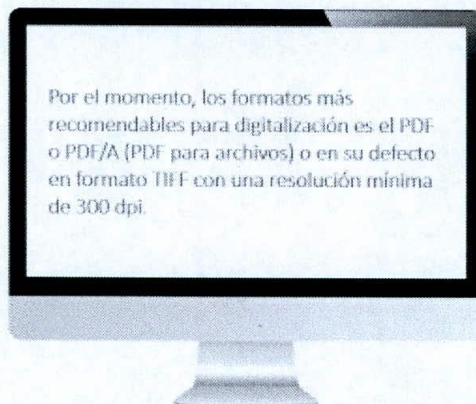 Por el momento, los formatos más
recomendables para digitalización es el PDF
o PDF/A (PDF para archivos) o en su defecto
en formato TIFF con una resolución mínima
de 300 dpi.